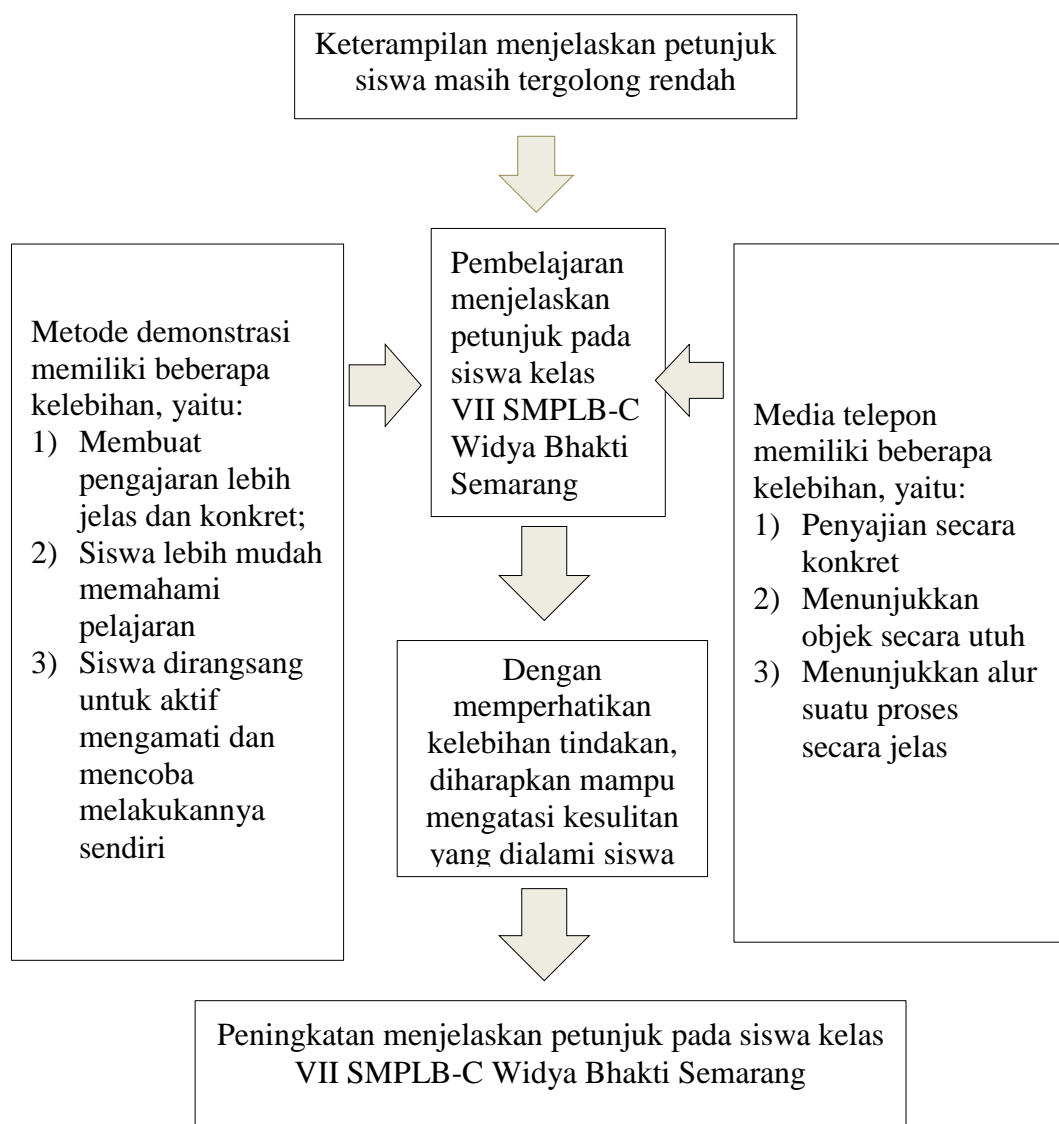 Keterampilan menjelaskan petunjuk
siswa masih tergolong rendah
Metode demonstrasi
memiliki beberapa
kelebihan, yaitu:
1) Membuat
pengajaran lebih
jelas dan konkret;
2) Siswa lebih mudah
memahami
pelajaran
3) Siswa dirangsang
untuk aktif
mengamati dan
mencoba
melakukannya
sendiri
Pembelajaran
menjelaskan
petunjuk pada
siswa kelas
VII SMPLB-C
Widya Bhakti
Semarang
Media telepon
memiliki beberapa
kelebihan, yaitu:
1) Penyajian secara
konkret
2) Menunjukkan
objek secara utuh
3) Menunjukkan alur
suatu proses
secara jelas
Dengan
memperhatikan
kelebihan tindakan,
diharapkan mampu
mengatasi kesulitan
yang dialami siswa
Peningkatan menjelaskan petunjuk pada siswa kelas
VII SMPLB-C Widya Bhakti Semarang